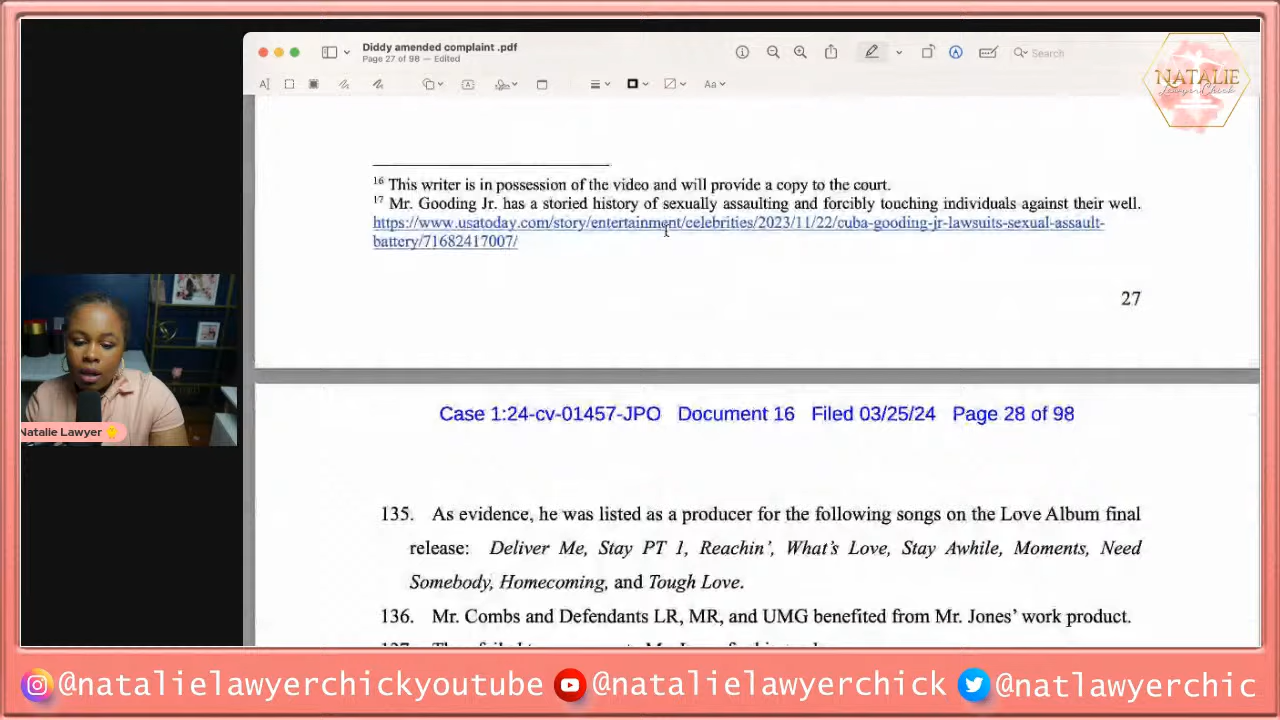 Diddy amended complaint .pdf
Page 27 of 98 — Edited
Search
Aa
NATALIE
LawyerChick
16 This writer is in possession of the video and will provide a copy to the court.
17 Mr. Gooding Jr. has a storied history of sexually assaulting and forcibly touching individuals against their well.
https://www.usatoday.com/story/entertainment/celebrities/2023/11/22/cuba-gooding-jr-lawsuits-sexual-assault-
battery/71682417007/
27
Case 1:24-cv-01457-JPO Document 16 Filed 03/25/24 Page 28 of 98
Natalie Lawyer
135. As evidence, he was listed as a producer for the following songs on the Love Album final
release: Deliver Me, Stay PT 1, Reachin’, What’s Love, Stay Awhile, Moments, Need
Somebody, Homecoming, and Tough Love.
136. Mr. Combs and Defendants LR, MR, and UMG benefited from Mr. Jones’ work product.
@natalielawyerchickyoutube @natalielawyerchick @natlawyerchic